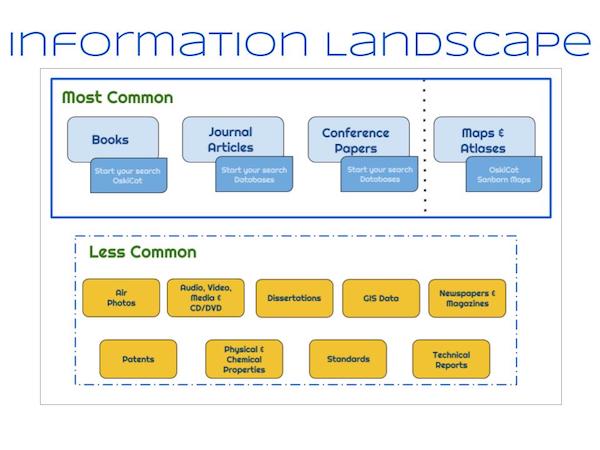 Information Landscape
Most Common
Books
Start your search
OskiCat
Journal
Articles
Start your search
Databases
Conference
Papers
Start your search
Databases
Maps &
Atlases
OskiCat
Sanborn Maps
Less Common
Air
Photos
Audio, Video,
Media &
CD/DVD
Dissertations
GIS Data
Newspapers &
Magazines
Patents
Physical &
Chemical
Properties
Standards
Technical
Reports